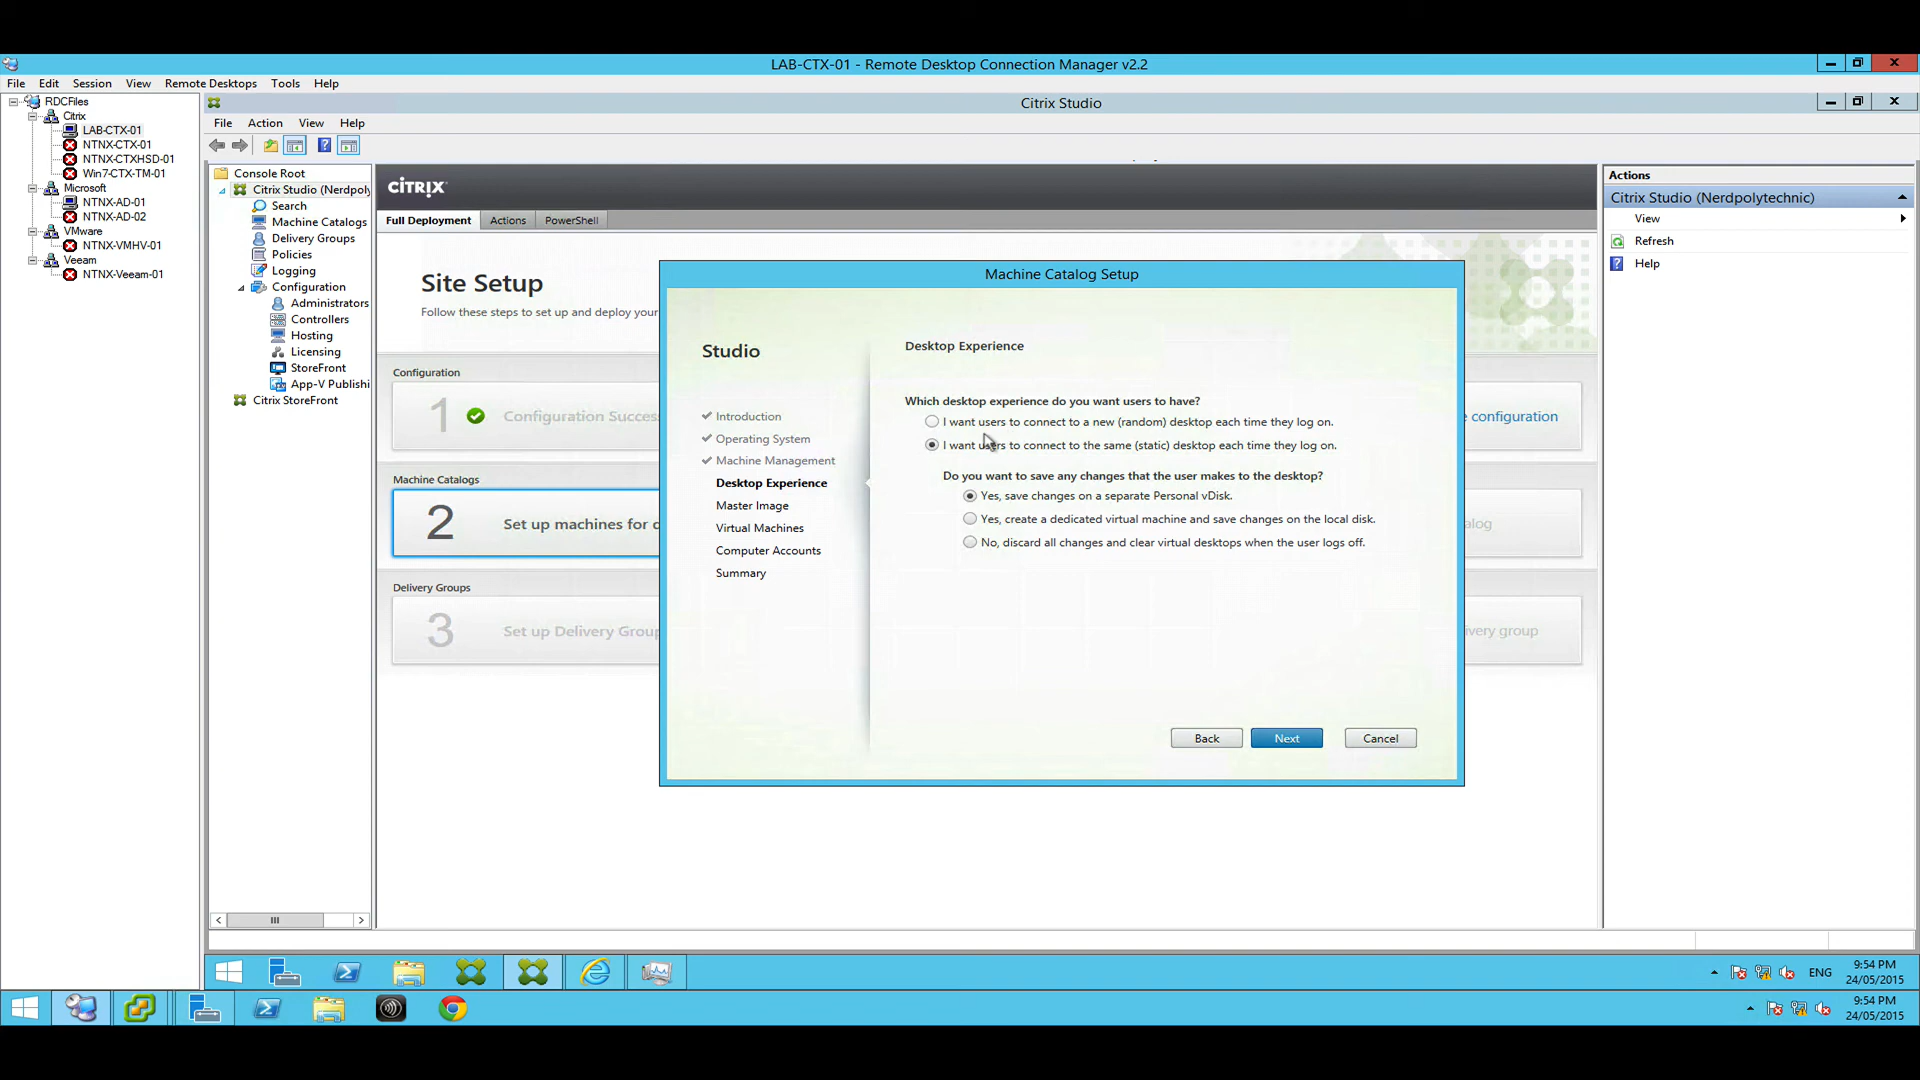 LAB-CTX-01 - Remote Desktop Connection Manager v2.2
File Edit Session View Remote Desktops Tools Help
RDCFiles
Citrix
LAB-CTX-01
NTNX-CTX-01
NTNX-CTXHSD-01
Win7-CTX-TM-01
Microsoft
NTNX-AD-01
NTNX-AD-02
VMware
NTNX-VMHV-01
Veeam
NTNX-Veeam-01
Citrix Studio
File Action View Help
Console Root
Citrix Studio (Nerdpoly
Search
Machine Catalogs
Delivery Groups
Policies
Logging
Configuration
Administrators
Controllers
Hosting
Licensing
StoreFront
App-V Publishi
Citrix StoreFront
CİTRIX
Full Deployment Actions PowerShell
Site Setup
Follow these steps to set up and deploy your
Configuration
1 Configuration Succes
e configuration
Machine Catalogs
2 Set up machines for d
alog
Delivery Groups
3 Set up Delivery Group
ivery group
Machine Catalog Setup
Studio
Introduction
Operating System
Machine Management
Desktop Experience
Master Image
Virtual Machines
Computer Accounts
Summary
Desktop Experience
Which desktop experience do you want users to have?
I want users to connect to a new (random) desktop each time they log on.
I want users to connect to the same (static) desktop each time they log on.
Do you want to save any changes that the user makes to the desktop?
Yes, save changes on a separate Personal vDisk.
Yes, create a dedicated virtual machine and save changes on the local disk.
No, discard all changes and clear virtual desktops when the user logs off.
Back Next Cancel
Actions
Citrix Studio (Nerdpolytechnic)
View
Refresh
Help
ENG
9:54 PM
24/05/2015
9:54 PM
24/05/2015